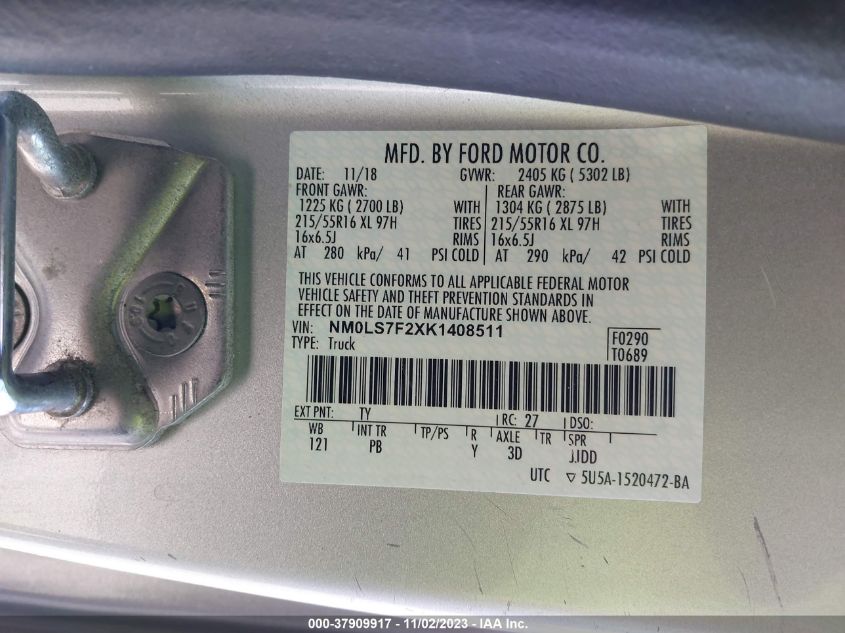 MFD. BY FORD MOTOR CO.
DATE: 11/18 GVWR: 2405 KG ( 5302 LB)
FRONT GAWR: REAR GAWR:
1225 KG ( 2700 LB) WITH 1304 KG ( 2875 LB) WITH
215/55R16 XL 97H TIRES 215/55R16 XL 97H TIRES
16x6.5J RIMS 16x6.5J RIMS
AT 280 kPa/ 41 PSI COLD AT 290 kPa/ 42 PSI COLD
THIS VEHICLE CONFORMS TO ALL APPLICABLE FEDERAL MOTOR
VEHICLE SAFETY AND THEFT PREVENTION STANDARDS IN
EFFECT ON THE DATE OF MANUFACTURE SHOWN ABOVE.
VIN: NM0LS7F2XK1408511 F0290
TYPE: Truck T0689
EXT PNT: TY RC: 27 DSO:
WB INT TR TP/PS R AXLE TR SPR
121 PB Y 3D JJDD
UTC ▽ 5U5A-1520472-BA
000-37909917 - 11/02/2023 - IAA Inc.